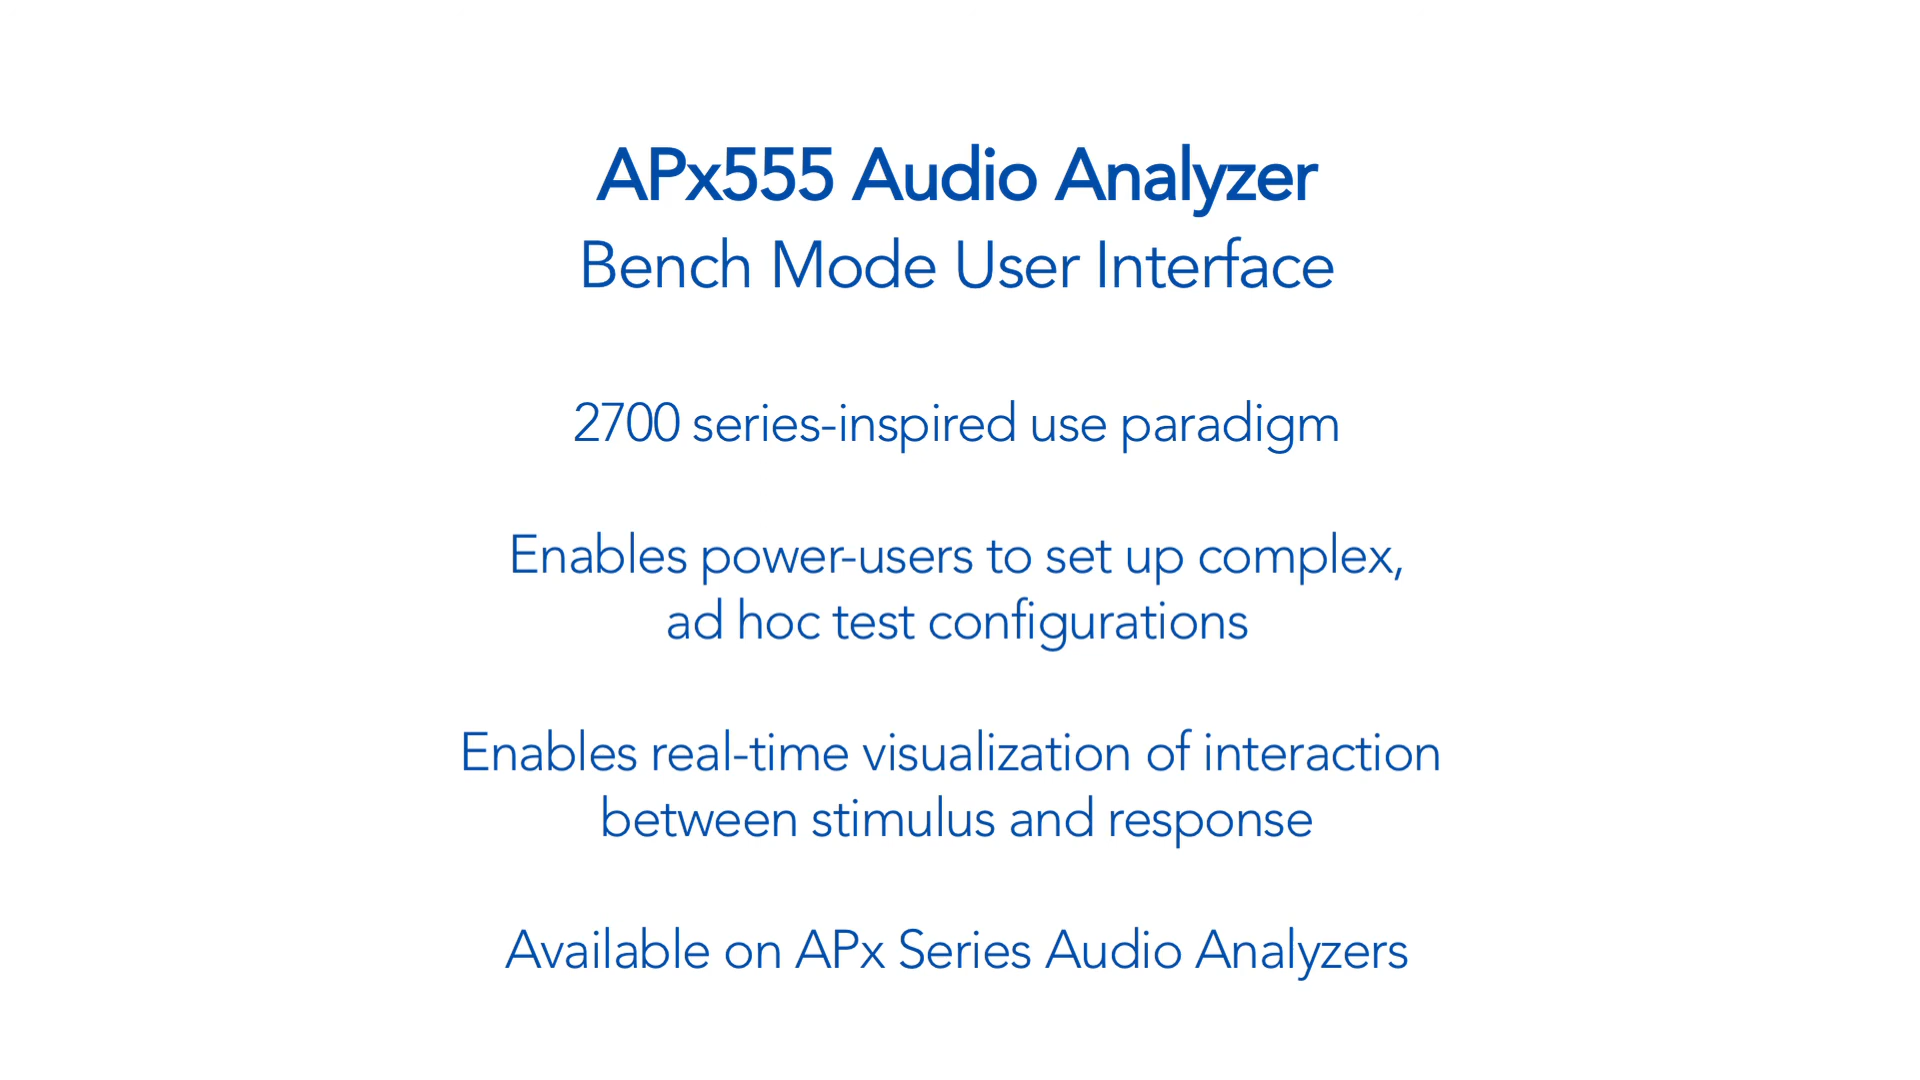 APx555 Audio Analyzer
Bench Mode User Interface
2700 series-inspired use paradigm
Enables power-users to set up complex,
ad hoc test configurations
Enables real-time visualization of interaction
between stimulus and response
Available on APx Series Audio Analyzers